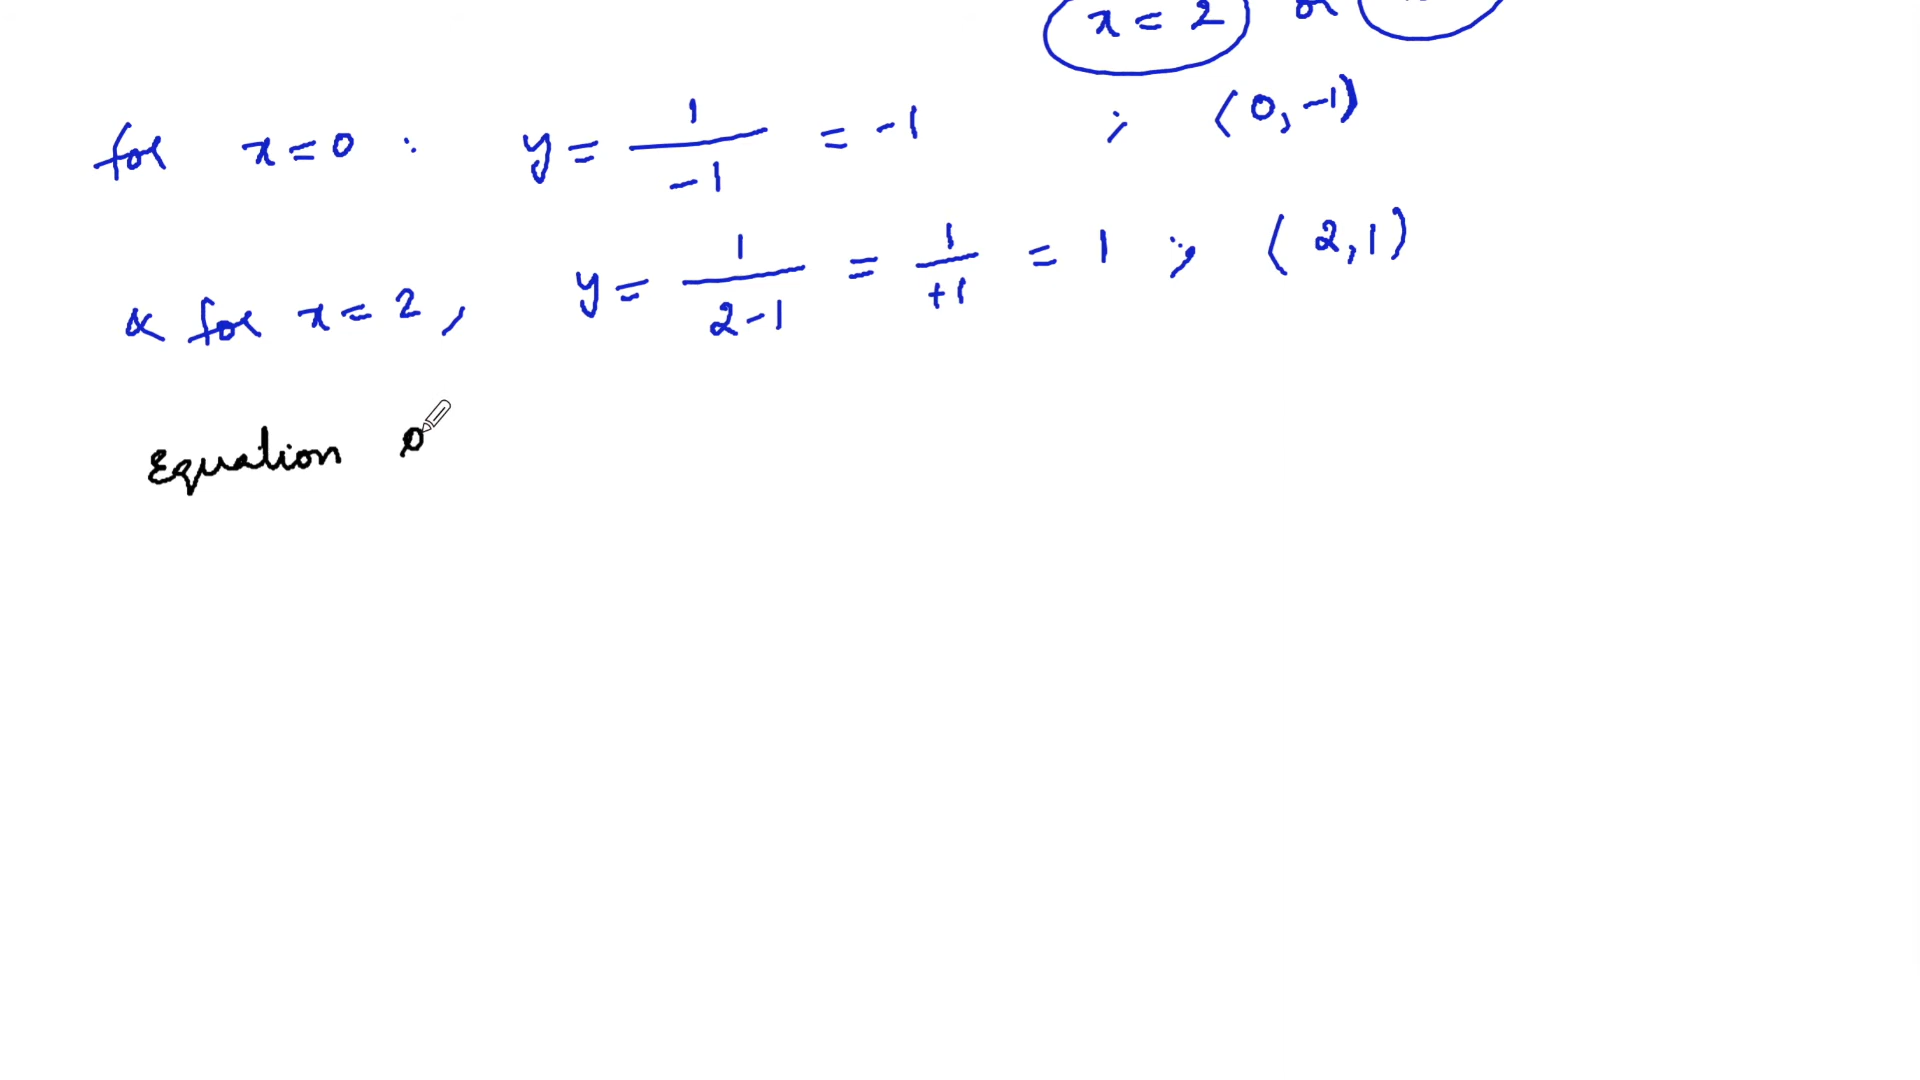 x = 2 or
for x = 0 : y = 1/-1 = -1 ; (0, -1)
& for x = 2 , y = 1/2-1 = 1/+1 = 1 ; (2, 1)
Equation o